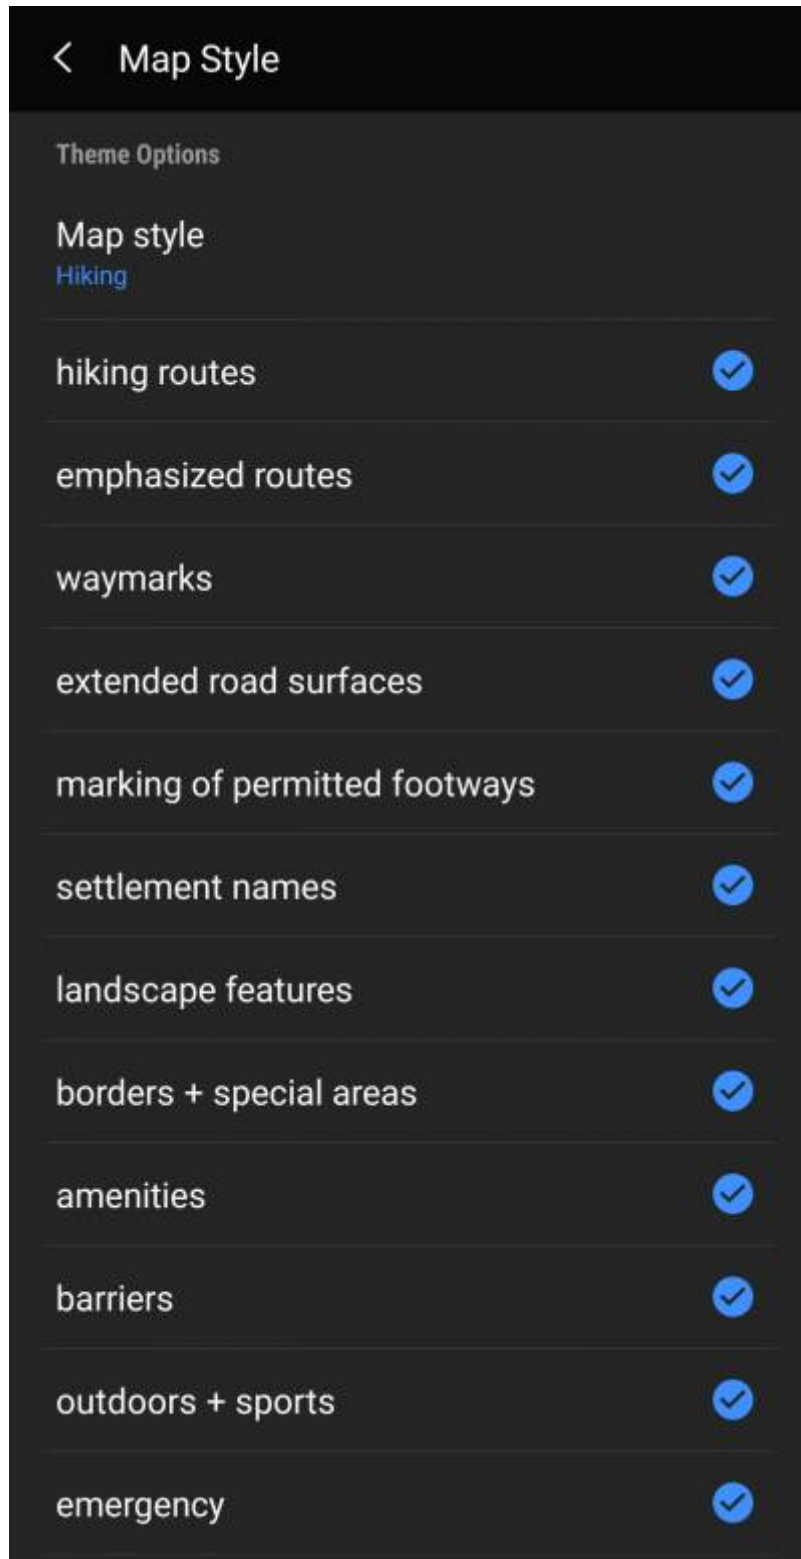 Map Style
Theme Options
Map style
Hiking
hiking routes
emphasized routes
waymarks
extended road surfaces
marking of permitted footways
settlement names
landscape features
borders + special areas
amenities
barriers
outdoors + sports
emergency